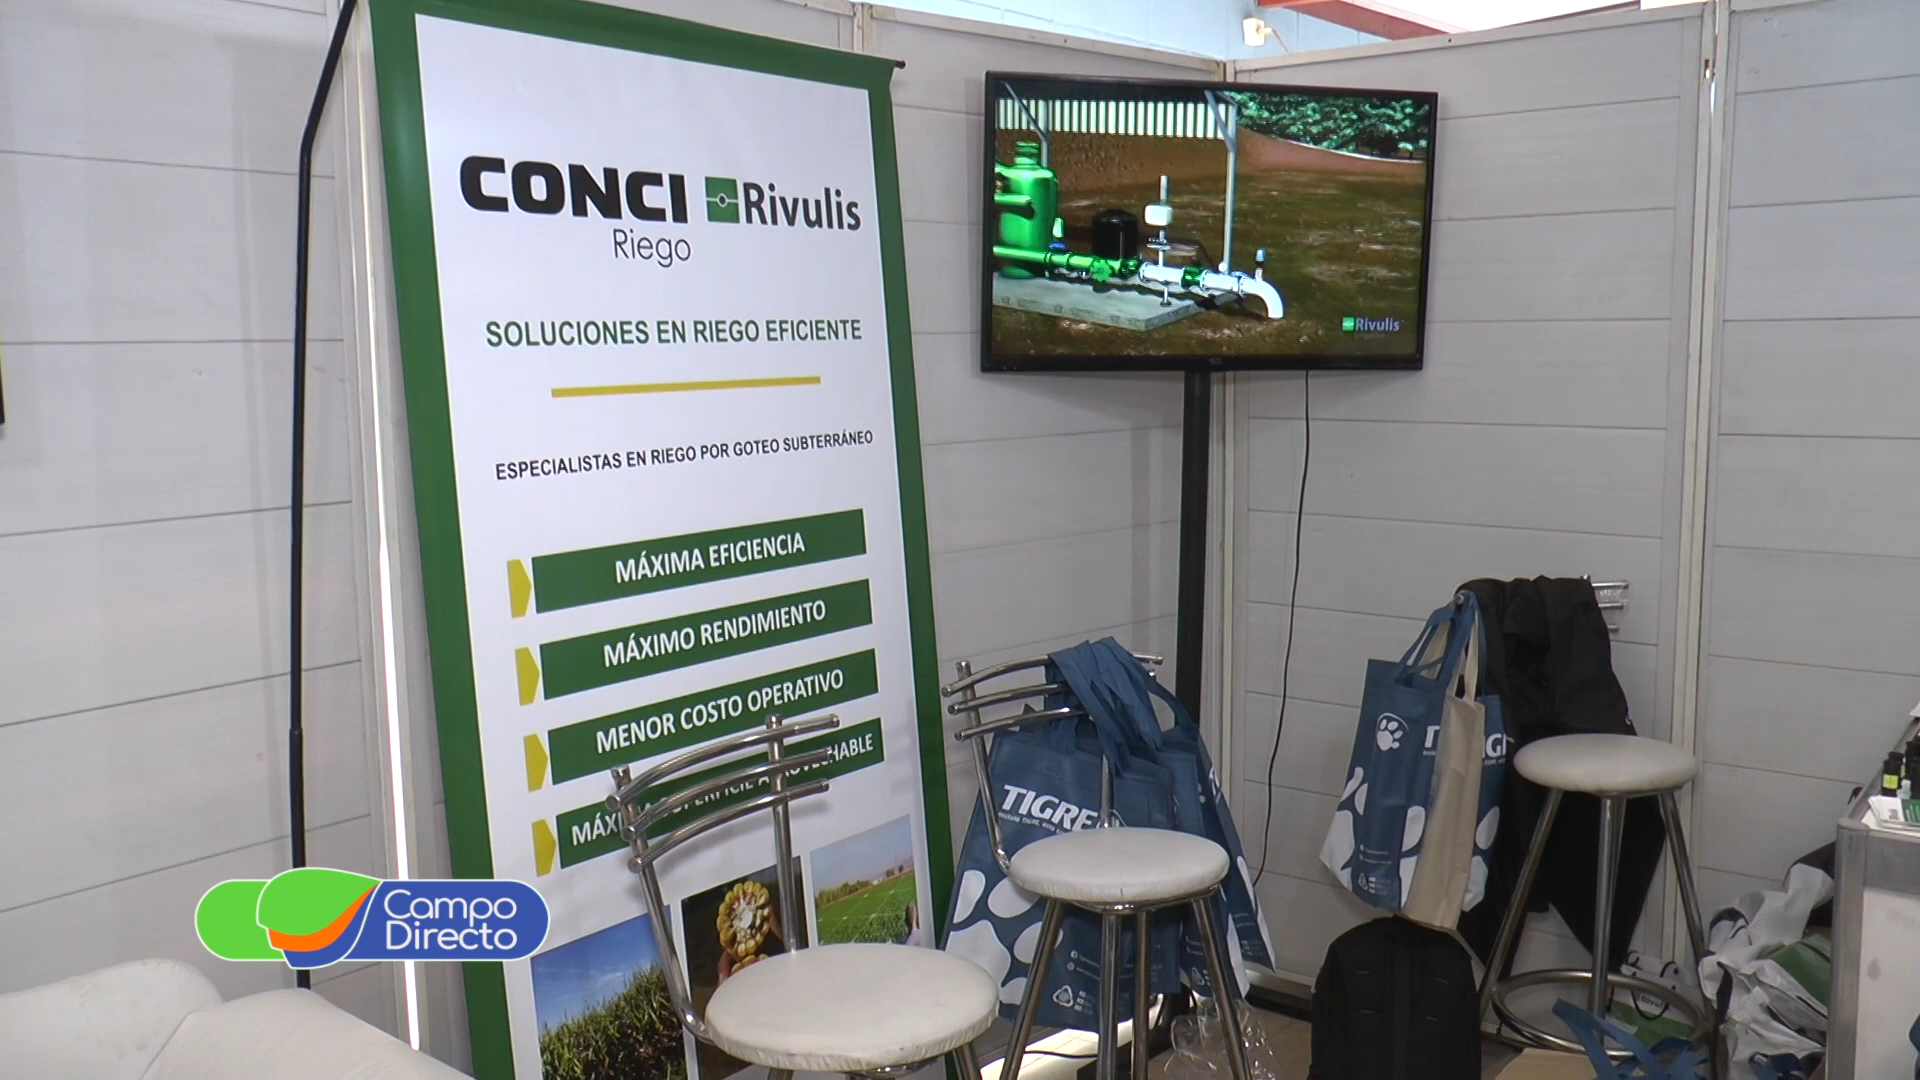 CONCI Rivulis
Riego
SOLUCIONES EN RIEGO EFICIENTE
ESPECIALISTAS EN RIEGO POR GOTEO SUBTERRÁNEO
MÁXIMA EFICIENCIA
MÁXIMO RENDIMIENTO
MENOR COSTO OPERATIVO
Rivulis
TIGRE
Campo
Directo